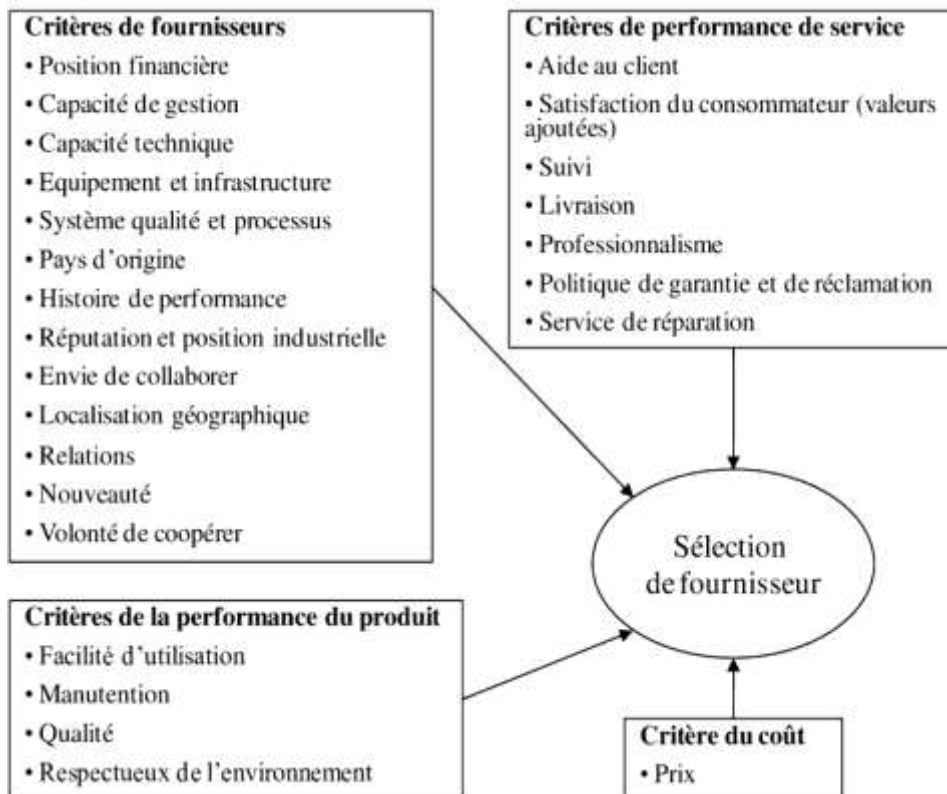 Critères de fournisseurs
• Position financière
• Capacité de gestion
• Capacité technique
• Equipement et infrastructure
• Système qualité et processus
• Pays d'origine
• Histoire de performance
• Réputation et position industrielle
• Envie de collaborer
• Localisation géographique
• Relations
• Nouveauté
• Volonté de coopérer
Critères de performance de service
• Aide au client
• Satisfaction du consommateur (valeurs
ajoutées)
• Suivi
• Livraison
• Professionnalisme
• Politique de garantie et de réclamation
• Service de réparation
Sélection
de fournisseur
Critères de la performance du produit
• Facilité d'utilisation
• Manutention
• Qualité
• Respectueux de l'environnement
Critère du coût
• Prix